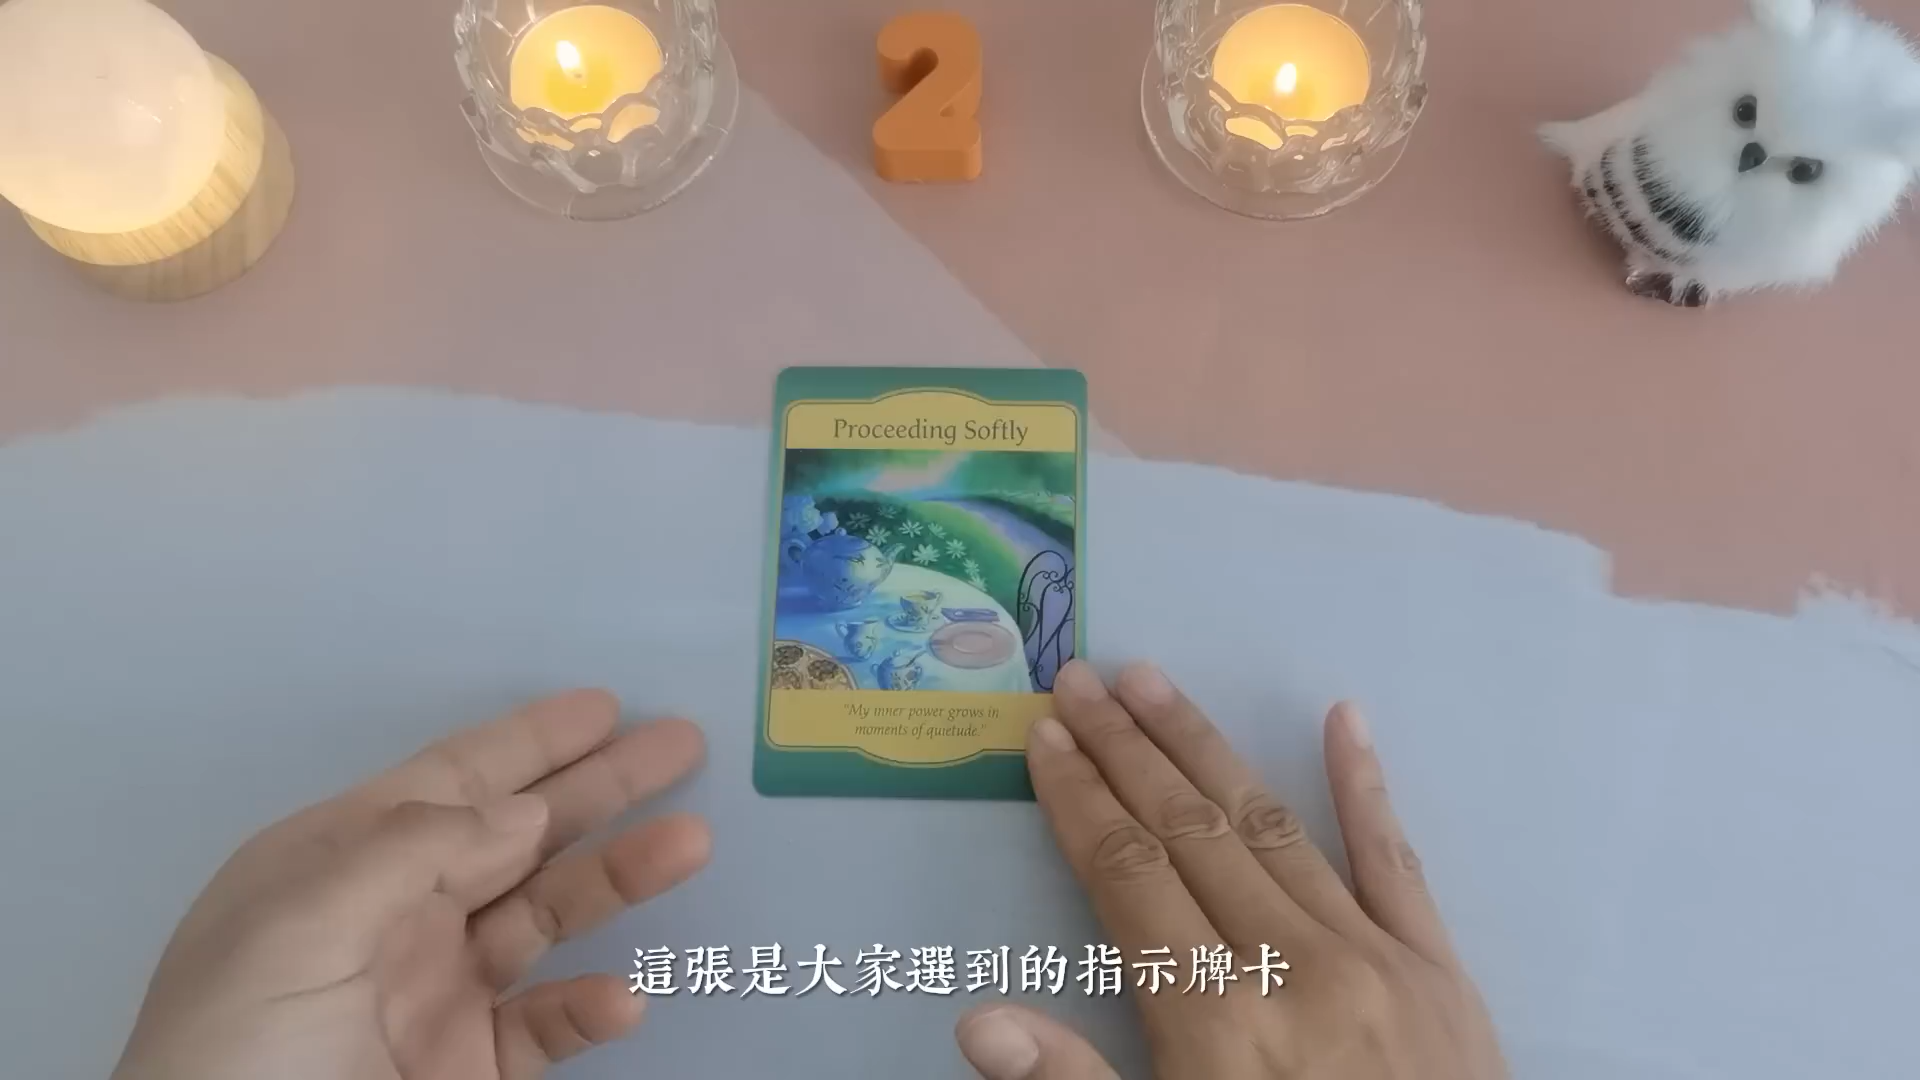 2
Proceeding Softly
"My inner power grows in
moments of quietude."
這張是大家選到的指示牌卡